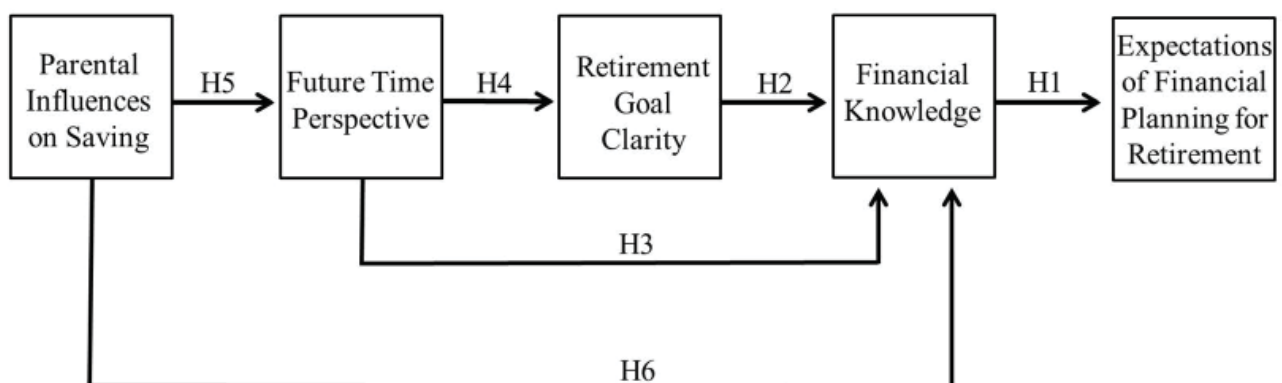 Parental
Influences
on Saving
H5
Future Time
Perspective
H4
Retirement
Goal
Clarity
H2
Financial
Knowledge
H1
Expectations
of Financial
Planning for
Retirement
H3
H6